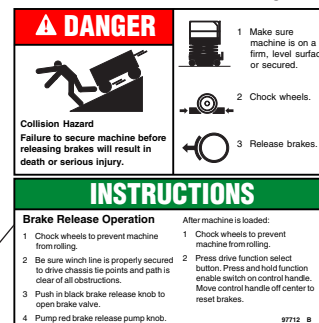 DANGER
Collision Hazard
Failure to secure machine before
releasing brakes will result in
death or serious injury.
1 Make sure
machine is on a
firm, level surface
or secured.
2 Chock wheels.
3 Release brakes.
INSTRUCTIONS
Brake Release Operation
1 Chock wheels to prevent machine
from rolling.
2 Be sure winch line is properly secured
to drive chassis tie points and path is
clear of all obstructions.
3 Push in black brake release knob to
open brake valve.
4 Pump red brake release pump knob.
After machine is loaded:
1 Chock wheels to prevent
machine from rolling.
2 Press drive function select
button. Press and hold function
enable switch on control handle.
Move control handle off center to
reset brakes.
97712 B